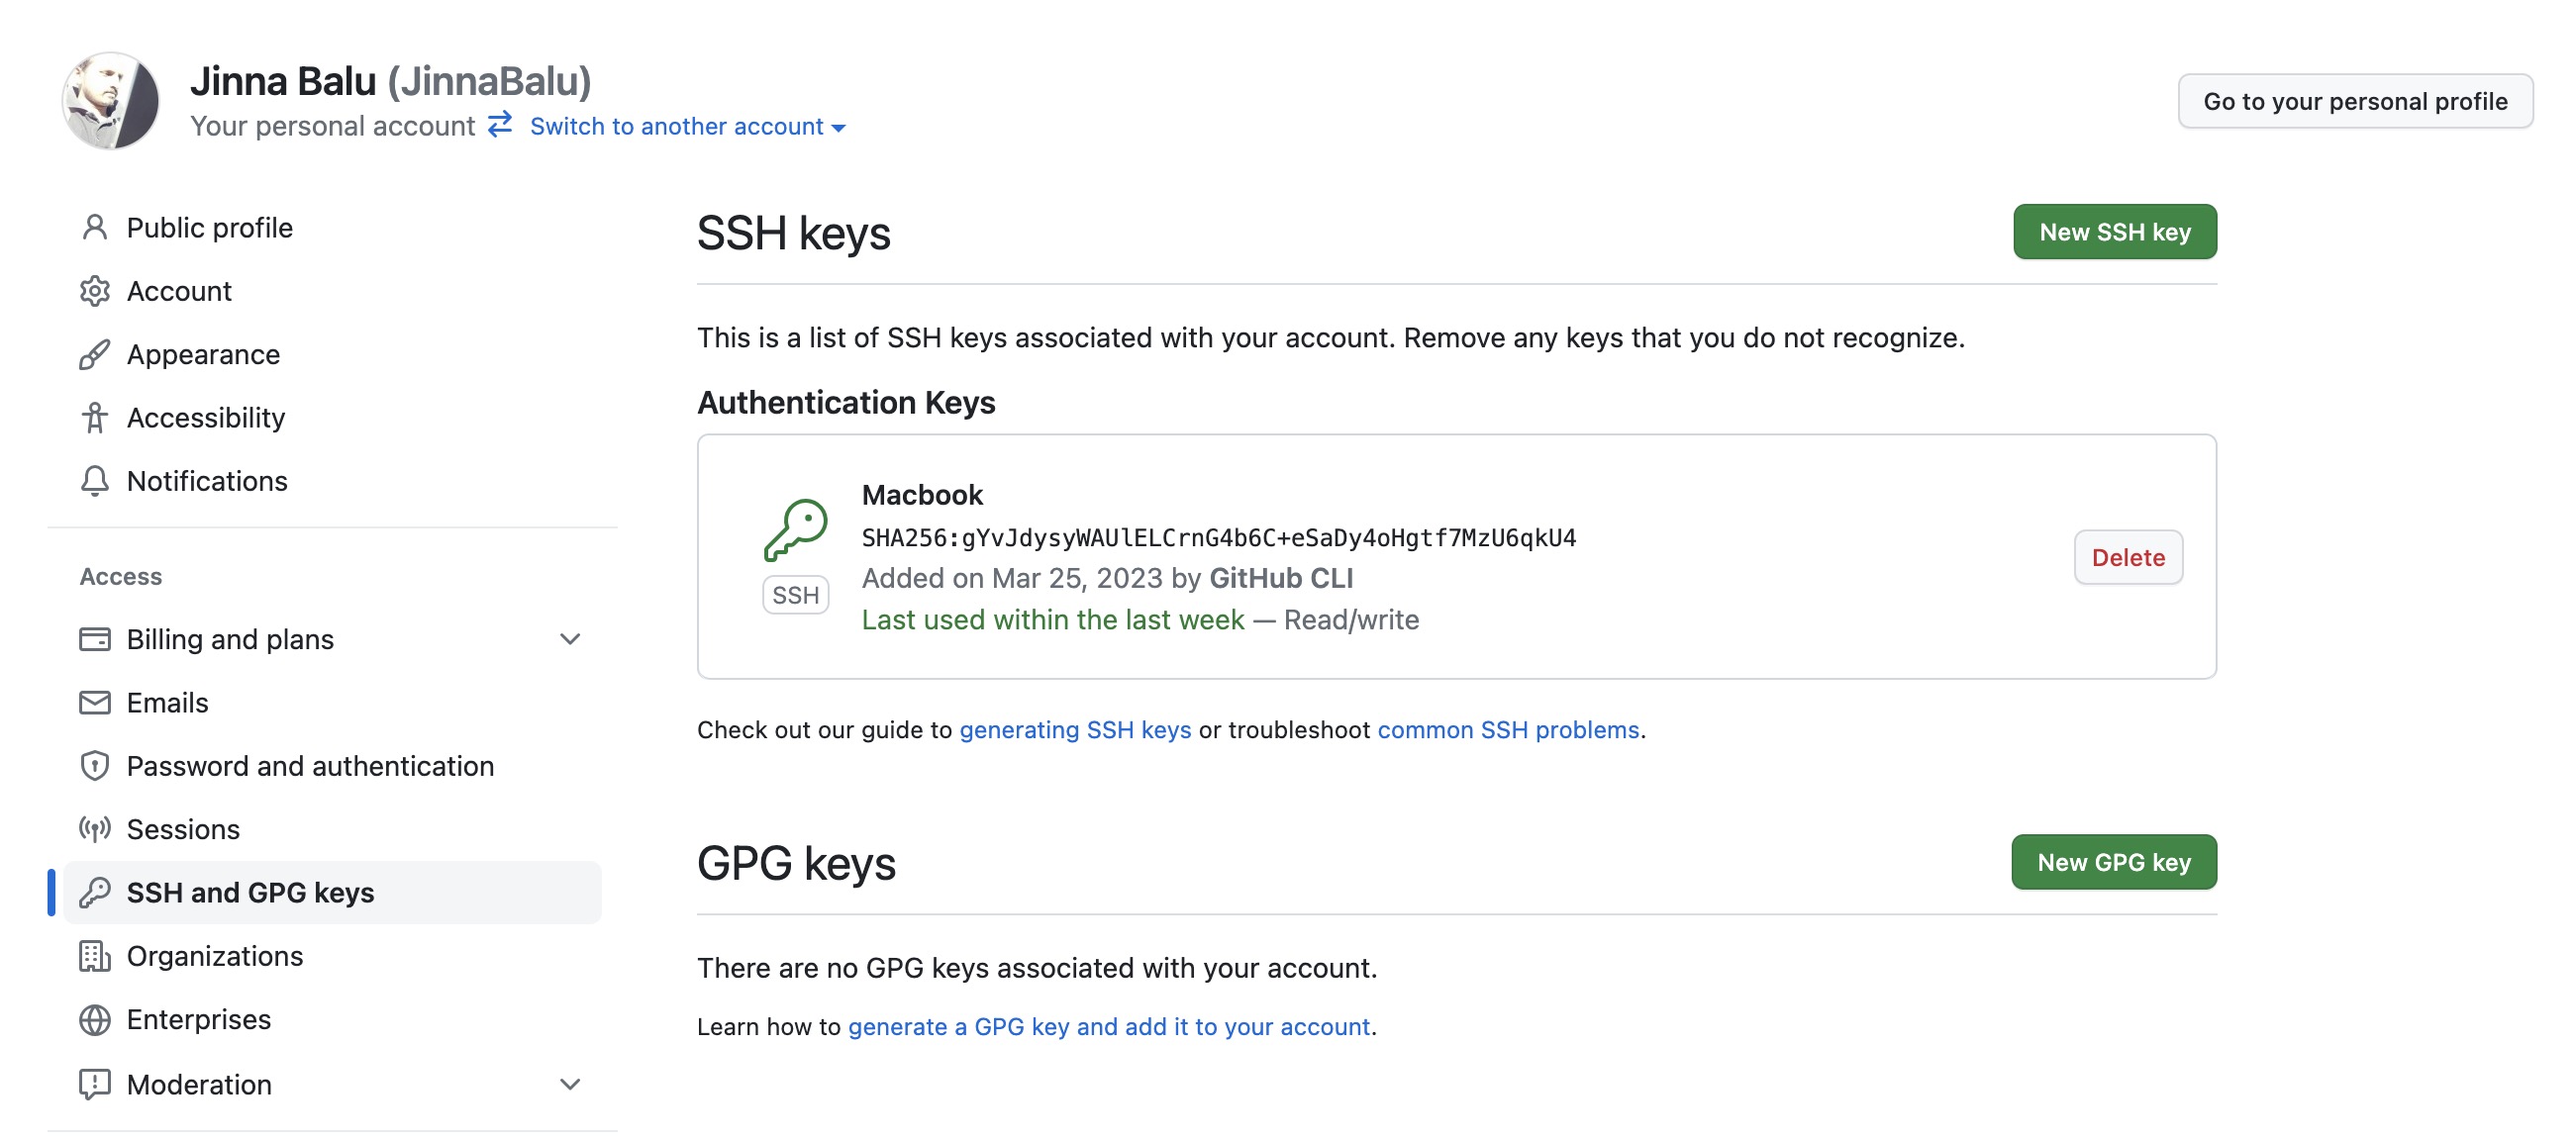 Jinna Balu (JinnaBalu)
Your personal account Switch to another account
Go to your personal profile
Public profile
Account
Appearance
Accessibility
Notifications
Access
Billing and plans
Emails
Password and authentication
Sessions
SSH and GPG keys
Organizations
Enterprises
Moderation
SSH keys
New SSH key
This is a list of SSH keys associated with your account. Remove any keys that you do not recognize.
Authentication Keys
SSH
Macbook
SHA256:gYvJdysyWAUlELCrnG4b6C+eSaDy4oHgtf7MzU6qkU4
Added on Mar 25, 2023 by GitHub CLI
Last used within the last week — Read/write
Delete
Check out our guide to generating SSH keys or troubleshoot common SSH problems.
GPG keys
New GPG key
There are no GPG keys associated with your account.
Learn how to generate a GPG key and add it to your account.